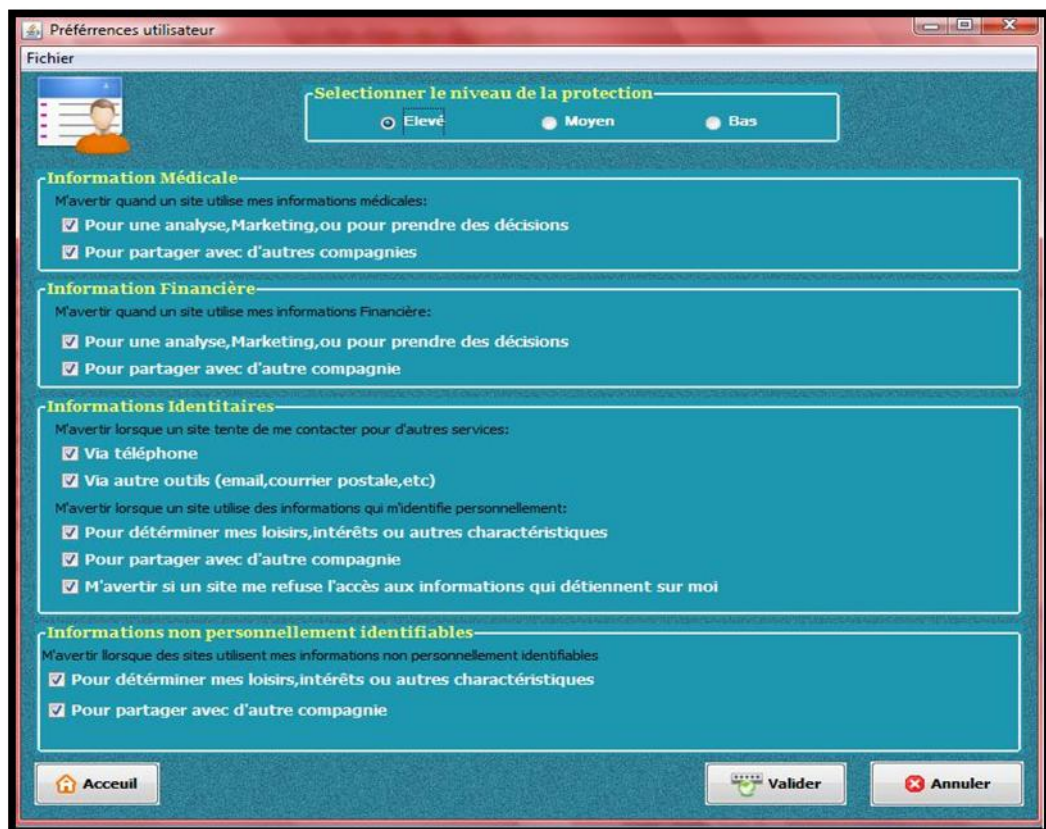 Préférrences utilisateur
Fichier
Selectionner le niveau de la protection
Elevé Moyen Bas
Information Médicale
M'avertir quand un site utilise mes informations médicales:
Pour une analyse,Marketing,ou pour prendre des décisions
Pour partager avec d'autres compagnies
Information Financière
M'avertir quand un site utilise mes informations Financière:
Pour une analyse,Marketing,ou pour prendre des décisions
Pour partager avec d'autre compagnie
Informations Identitaires
M'avertir lorsque un site tente de me contacter pour d'autres services:
Via téléphone
Via autre outils (email,courrier postale,etc)
M'avertir lorsque un site utilise des informations qui m'identifie personnellement:
Pour détérminer mes loisirs,intérêts ou autres charactéristiques
Pour partager avec d'autre compagnie
M'avertir si un site me refuse l'accès aux informations qui détiennent sur moi
Informations non personnellement identifiables
M'avertir llorsque des sites utilisent mes informations non personnellement identifiables
Pour détérminer mes loisirs,intérêts ou autres charactéristiques
Pour partager avec d'autre compagnie
Acceuil Valider Annuler